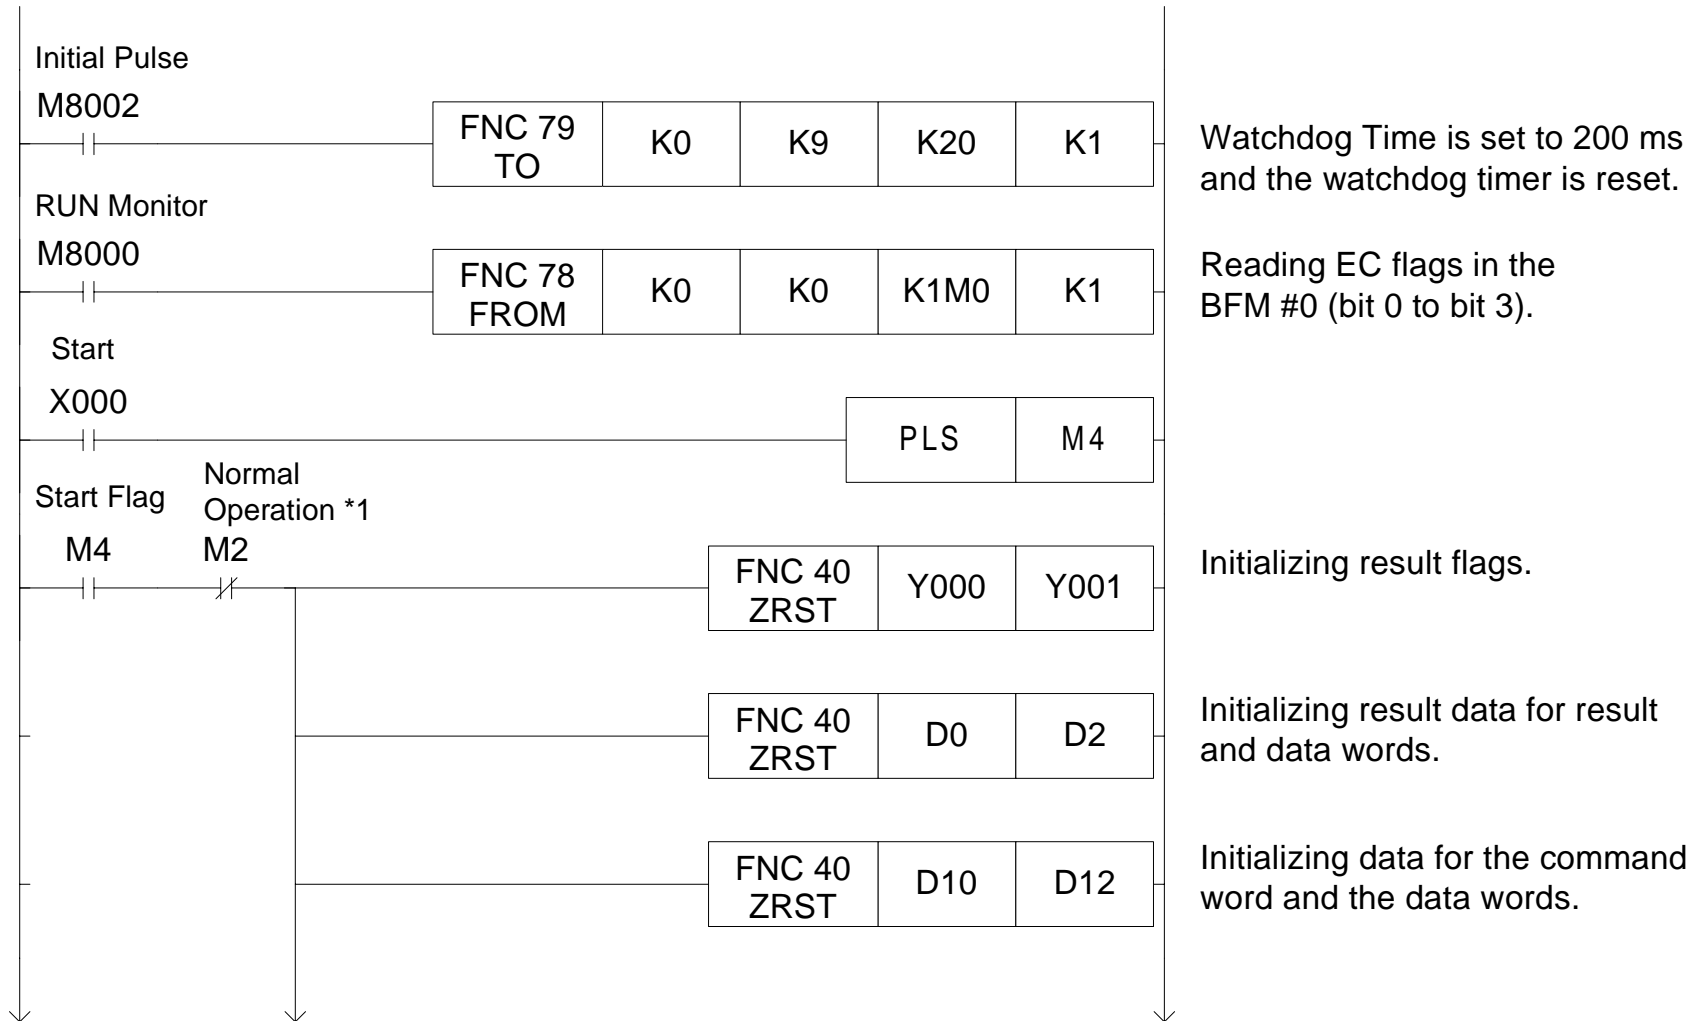 Initial Pulse
M8002
FNC 79
TO
K0
K9
K20
K1
Watchdog Time is set to 200 ms
and the watchdog timer is reset.
RUN Monitor
M8000
FNC 78
FROM
K0
K0
K1M0
K1
Reading EC flags in the
BFM #0 (bit 0 to bit 3).
Start
X000
PLS
M4
Start Flag
M4
Normal
Operation *1
M2
FNC 40
ZRST
Y000
Y001
Initializing result flags.
FNC 40
ZRST
D0
D2
Initializing result data for result
and data words.
FNC 40
ZRST
D10
D12
Initializing data for the command
word and the data words.